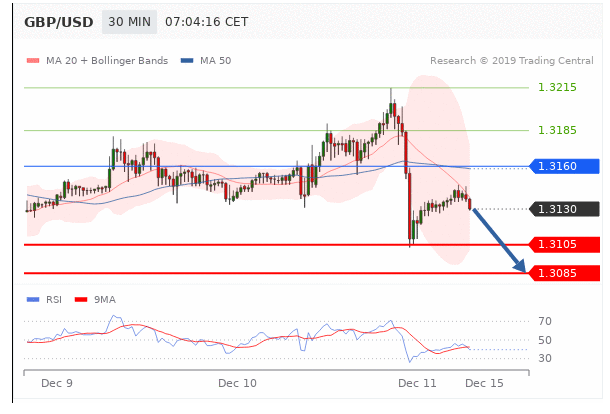 GBP/USD 30 MIN 07:04:16 CET
MA 20 + Bollinger Bands MA 50 Research © 2019 Trading Central
1.3215
1.3185
1.3160
1.3130
1.3105
1.3085
RSI 9MA
70
50
30
Dec 9 Dec 10 Dec 11 Dec 15